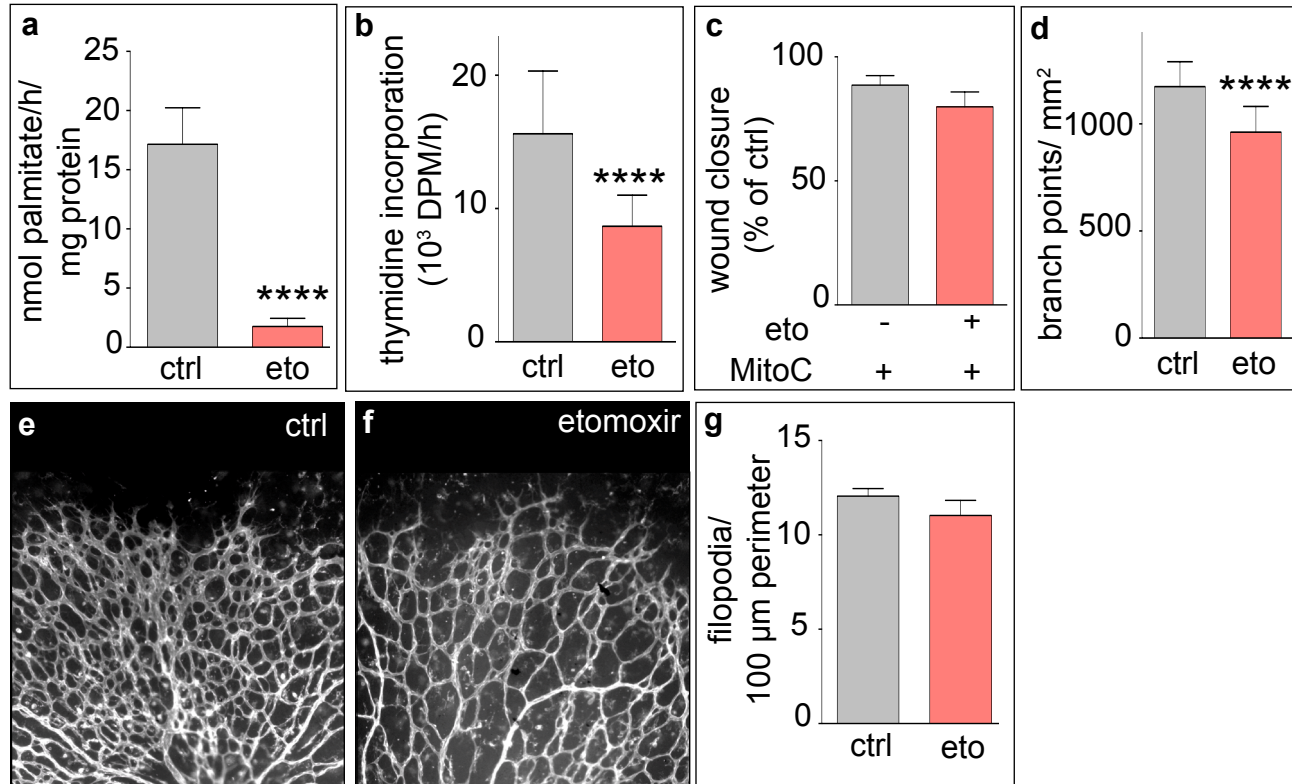 a
nmol palmitate/h/
mg protein
25
20
15
10
5
0
****
ctrl eto
b
thymidine incorporation
(10³ DPM/h)
20
10
0
****
ctrl eto
c
wound closure
(% of ctrl)
100
50
0
eto - +
MitoC + +
d
branch points/ mm²
1000
500
0
****
ctrl eto
e ctrl
f etomoxir
g
filopodia/
100 µm perimeter
15
10
5
0
ctrl eto